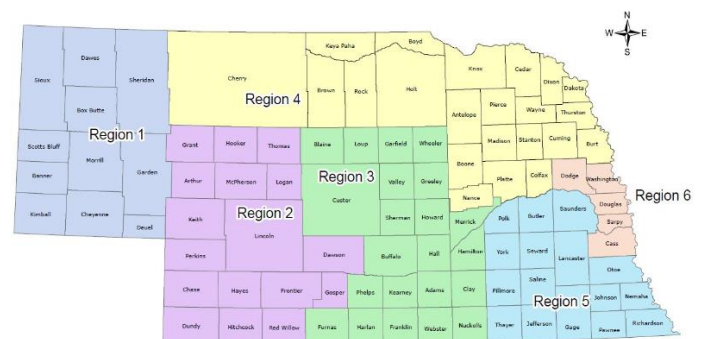 N
W E
S
Boyd
Keya Paha
Knox Cedar
Dawes
Sioux Sheridan
Cherry
Dixon
Dakota
Brown Rock Holt
Region 4
Pierce Wayne Thurston
Antelope
Box Butte
Region 1
Madison Stanton Cuming Burt
Grant Hooker Thomas
Blaine Loup Garfield Wheeler
Scotts Bluff
Morrill
Garden
Boone
Platte Colfax Dodge Washington
Banner
Arthur McPherson Logan
Region 3
Valley Greeley
Nance
Region 6
Custer
Douglas
Kimball Cheyenne Deuel
Keith
Region 2
Lincoln
Sherman Howard
Merrick
Polk Butler Saunders
Sarpy
Cass
Perkins
Dawson
Buffalo Hall Hamilton
York Seward Lancaster
Otoe
Chase Hayes Frontier Gosper
Phelps Kearney Adams Clay
Fillmore Saline
Region 5
Johnson Nemaha
Dundy Hitchcock Red Willow
Furnas Harlan Franklin Webster Nuckolls
Thayer Jefferson Gage Pawnee Richardson